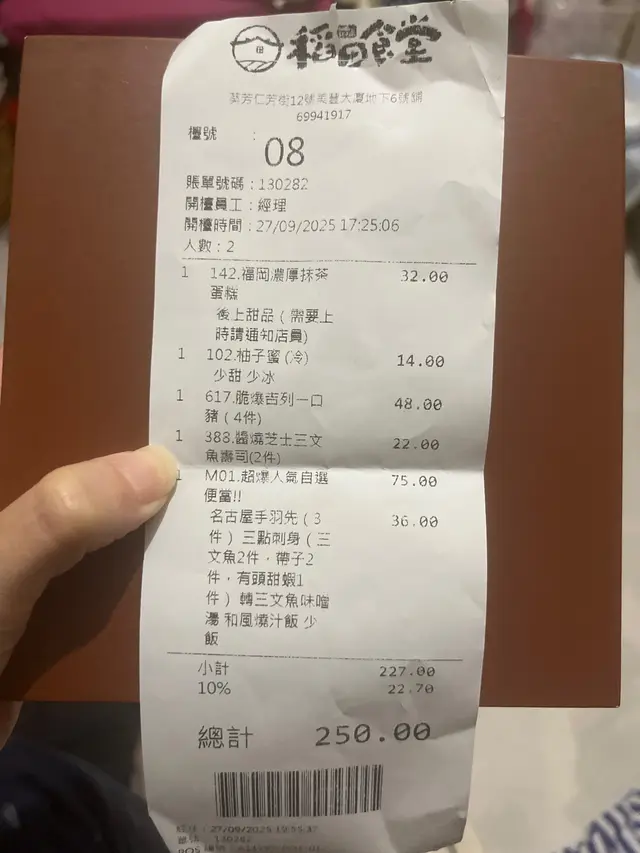 稻日食堂
葵芳仁芳街12號美豐大廈地下6號舖
69941917
檯號 :
08
賬單號碼：130282
開檯員工：經理
開檯時間：27/09/2025 17:25:06
人數：2
1 142.福岡濃厚抹茶 32.00
蛋糕
後上甜品（需要上
時請通知店員)
1 102.柚子蜜(冷) 14.00
少甜 少冰
1 617.脆爆吉列一口 48.00
豬(4件)
1 388.醬燒芝士三文 22.00
魚壽司(2件)
1 M01.超爆人氣自選 75.00
便當!!
名古屋手羽先（3 36.00
件）三點刺身（三
文魚2件，帶子2
件，有頭甜蝦1
件）轉三文魚味噌
湯 和風燒汁飯 少
飯
小計 227.00
10% 22.70
總計 250.00
27/09/2025 19:55:
130282
POS